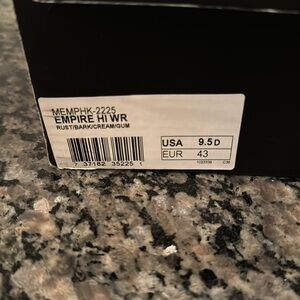 MEMPHK-2225
EMPIRE HI WR
RUST/BARK/CREAM/GUM
USA 9.5 D
EUR 43
7 37182 35225 1